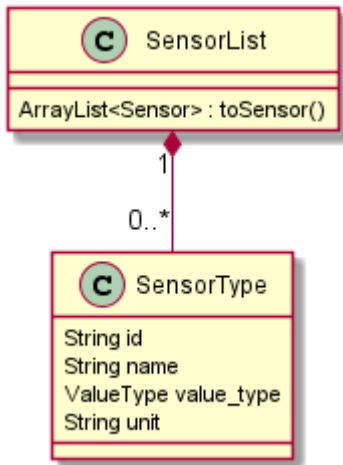 C SensorList
ArrayList<Sensor> : toSensor()
1
0..*
C SensorType
String id
String name
ValueType value_type
String unit